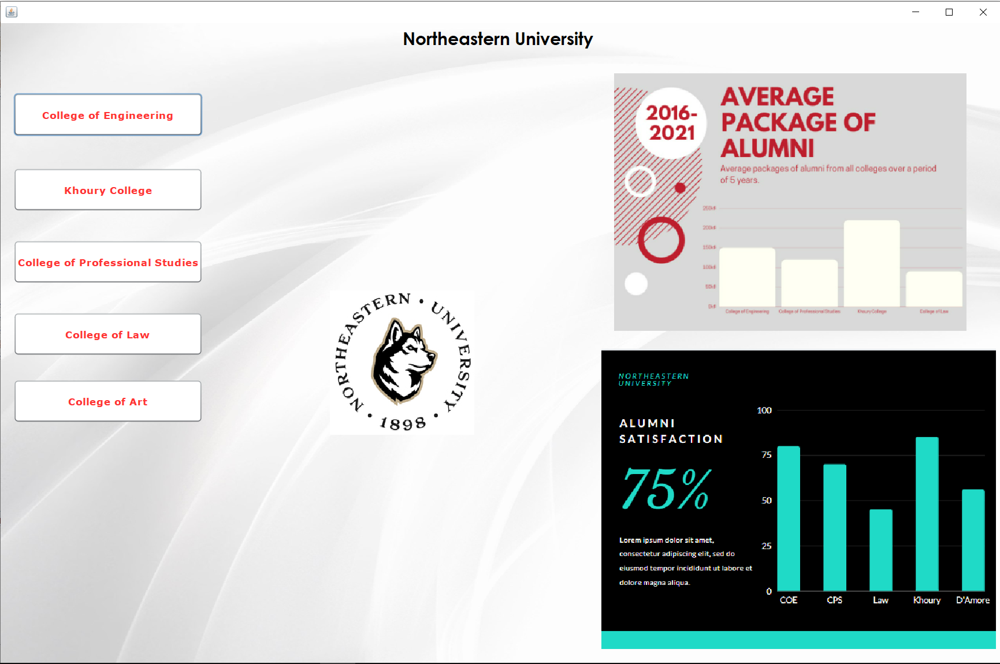 Northeastern University
College of Engineering
Khoury College
College of Professional Studies
College of Law
College of Art
NORTHEASTERN • UNIVERSITY • 1898 •
2016-
2021
AVERAGE
PACKAGE OF
ALUMNI
Average packages of alumni from all colleges over a period
of 5 years.
250k$
200k$
150k$
100k$
50k$
0k$
College of Engineering
College of Professional Studies
Khoury College
College of Law
NORTHEASTERN
UNIVERSITY
ALUMNI
SATISFACTION
75%
Lorem ipsum dolor sit amet,
consectetur adipiscing elit, sed do
eiusmod tempor incididunt ut labore et
dolore magna aliqua.
100
75
50
25
0
COE
CPS
Law
Khoury
D'Amore